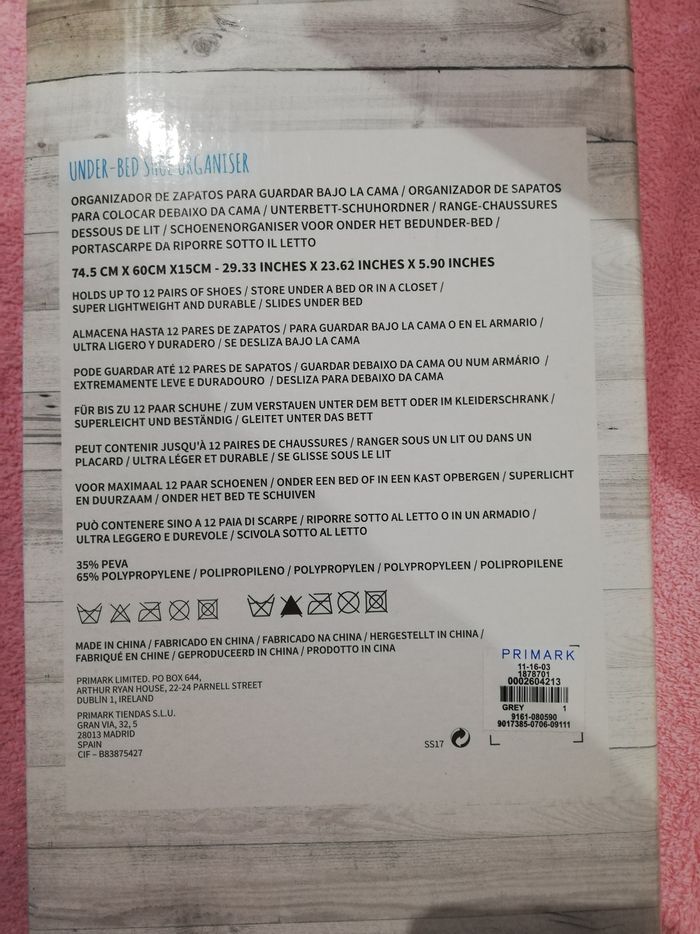 UNDER-BED SHOE ORGANISER
ORGANIZADOR DE ZAPATOS PARA GUARDAR BAJO LA CAMA / ORGANIZADOR DE SAPATOS
PARA COLOCAR DEBAIXO DA CAMA / UNTERBETT-SCHUHORDNER / RANGE-CHAUSSURES
DESSOUS DE LIT / SCHOENENORGANISER VOOR ONDER HET BEDUNDER-BED /
PORTASCARPE DA RIPORRE SOTTO IL LETTO
74.5 CM X 60CM X15CM - 29.33 INCHES X 23.62 INCHES X 5.90 INCHES
HOLDS UP TO 12 PAIRS OF SHOES / STORE UNDER A BED OR IN A CLOSET /
SUPER LIGHTWEIGHT AND DURABLE / SLIDES UNDER BED
ALMACENA HASTA 12 PARES DE ZAPATOS / PARA GUARDAR BAJO LA CAMA O EN EL ARMARIO /
ULTRA LIGERO Y DURADERO / SE DESLIZA BAJO LA CAMA
PODE GUARDAR ATÉ 12 PARES DE SAPATOS / GUARDAR DEBAIXO DA CAMA OU NUM ARMÁRIO /
EXTREMAMENTE LEVE E DURADOURO / DESLIZA PARA DEBAIXO DA CAMA
FÜR BIS ZU 12 PAAR SCHUHE / ZUM VERSTAUEN UNTER DEM BETT ODER IM KLEIDERSCHRANK /
SUPERLEICHT UND BESTÄNDIG / GLEITET UNTER DAS BETT
PEUT CONTENIR JUSQU'À 12 PAIRES DE CHAUSSURES / RANGER SOUS UN LIT OU DANS UN
PLACARD / ULTRA LÉGER ET DURABLE / SE GLISSE SOUS LE LIT
VOOR MAXIMAAL 12 PAAR SCHOENEN / ONDER EEN BED OF IN EEN KAST OPBERGEN / SUPERLICHT
EN DUURZAAM / ONDER HET BED TE SCHUIVEN
PUÒ CONTENERE SINO A 12 PAIA DI SCARPE / RIPORRE SOTTO AL LETTO O IN UN ARMADIO /
ULTRA LEGGERO E DUREVOLE / SCIVOLA SOTTO AL LETTO
35% PEVA
65% POLYPROPYLENE / POLIPROPILENO / POLYPROPYLEN / POLYPROPYLEEN / POLIPROPILENE
MADE IN CHINA / FABRICADO EN CHINA / FABRICADO NA CHINA / HERGESTELLT IN CHINA /
FABRIQUÉ EN CHINE / GEPRODUCEERD IN CHINA / PRODOTTO IN CINA
PRIMARK LIMITED. PO BOX 644,
ARTHUR RYAN HOUSE, 22-24 PARNELL STREET
DUBLÍN 1, IRELAND
PRIMARK TIENDAS S.L.U.
GRAN VIA, 32, 5
28013 MADRID
SPAIN
CIF – B83875427
SS17
PRIMARK
11-16-03
1878701
0002604213
GREY 1
9161-080590
9017385-0706-09111